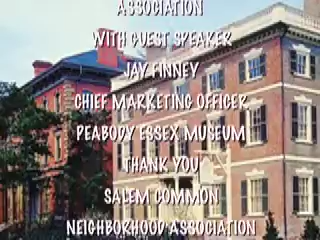 ASSOCIATION
WITH GUEST SPEAKER
JAY FINNEY
CHIEF MARKETING OFFICER
PEABODY ESSEX MUSEUM
THANK YOU
SALEM COMMON
NEIGHBORHOOD ASSOCIATION